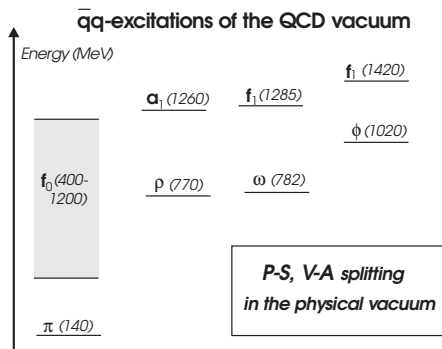 q̄q-excitations of the QCD vacuum
Energy (MeV)
f₁ (1420)
a₁ (1260)
f₁ (1285)
ϕ (1020)
f₀ (400-
1200)
ρ (770)
ω (782)
P-S, V-A splitting
in the physical vacuum
π (140)